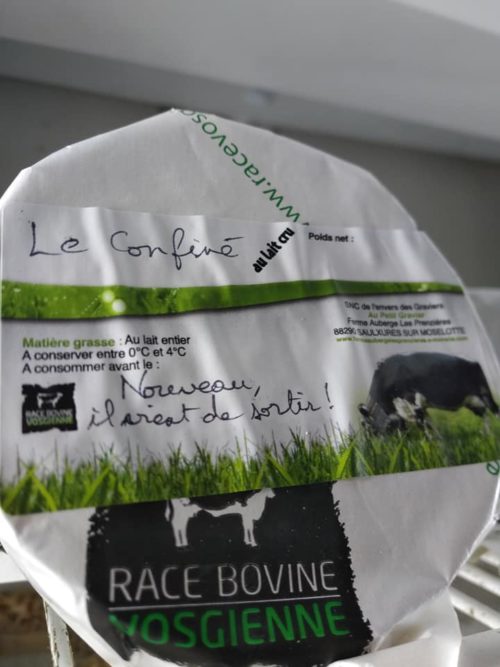 www.racevos
Le Confiné
au lait cru
Poids net :
SNC de l'envers des Graviers
Au Petit Gravier
Ferme Auberge Les Prenzières
88290 SAULXURES SUR MOSELOTTE
Matière grasse : Au lait entier
A conserver entre 0°C et 4°C
A consommer avant le :
Nouveau,
il vient de sortir !
RACE BOVINE
VOSGIENNE
RACE BOVINE
VOSGIENNE